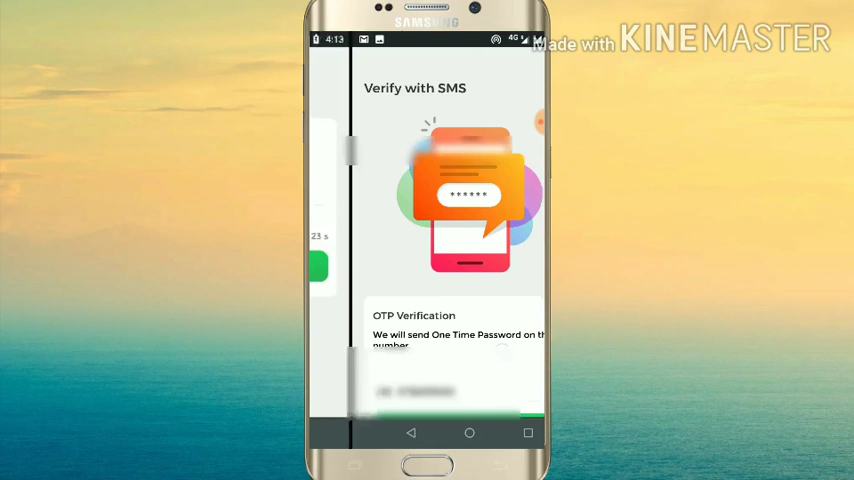 SAMSUNG
4:13
4G
Made with KINEMASTER
Verify with SMS
******
23 s
OTP Verification
We will send One Time Password on th
number